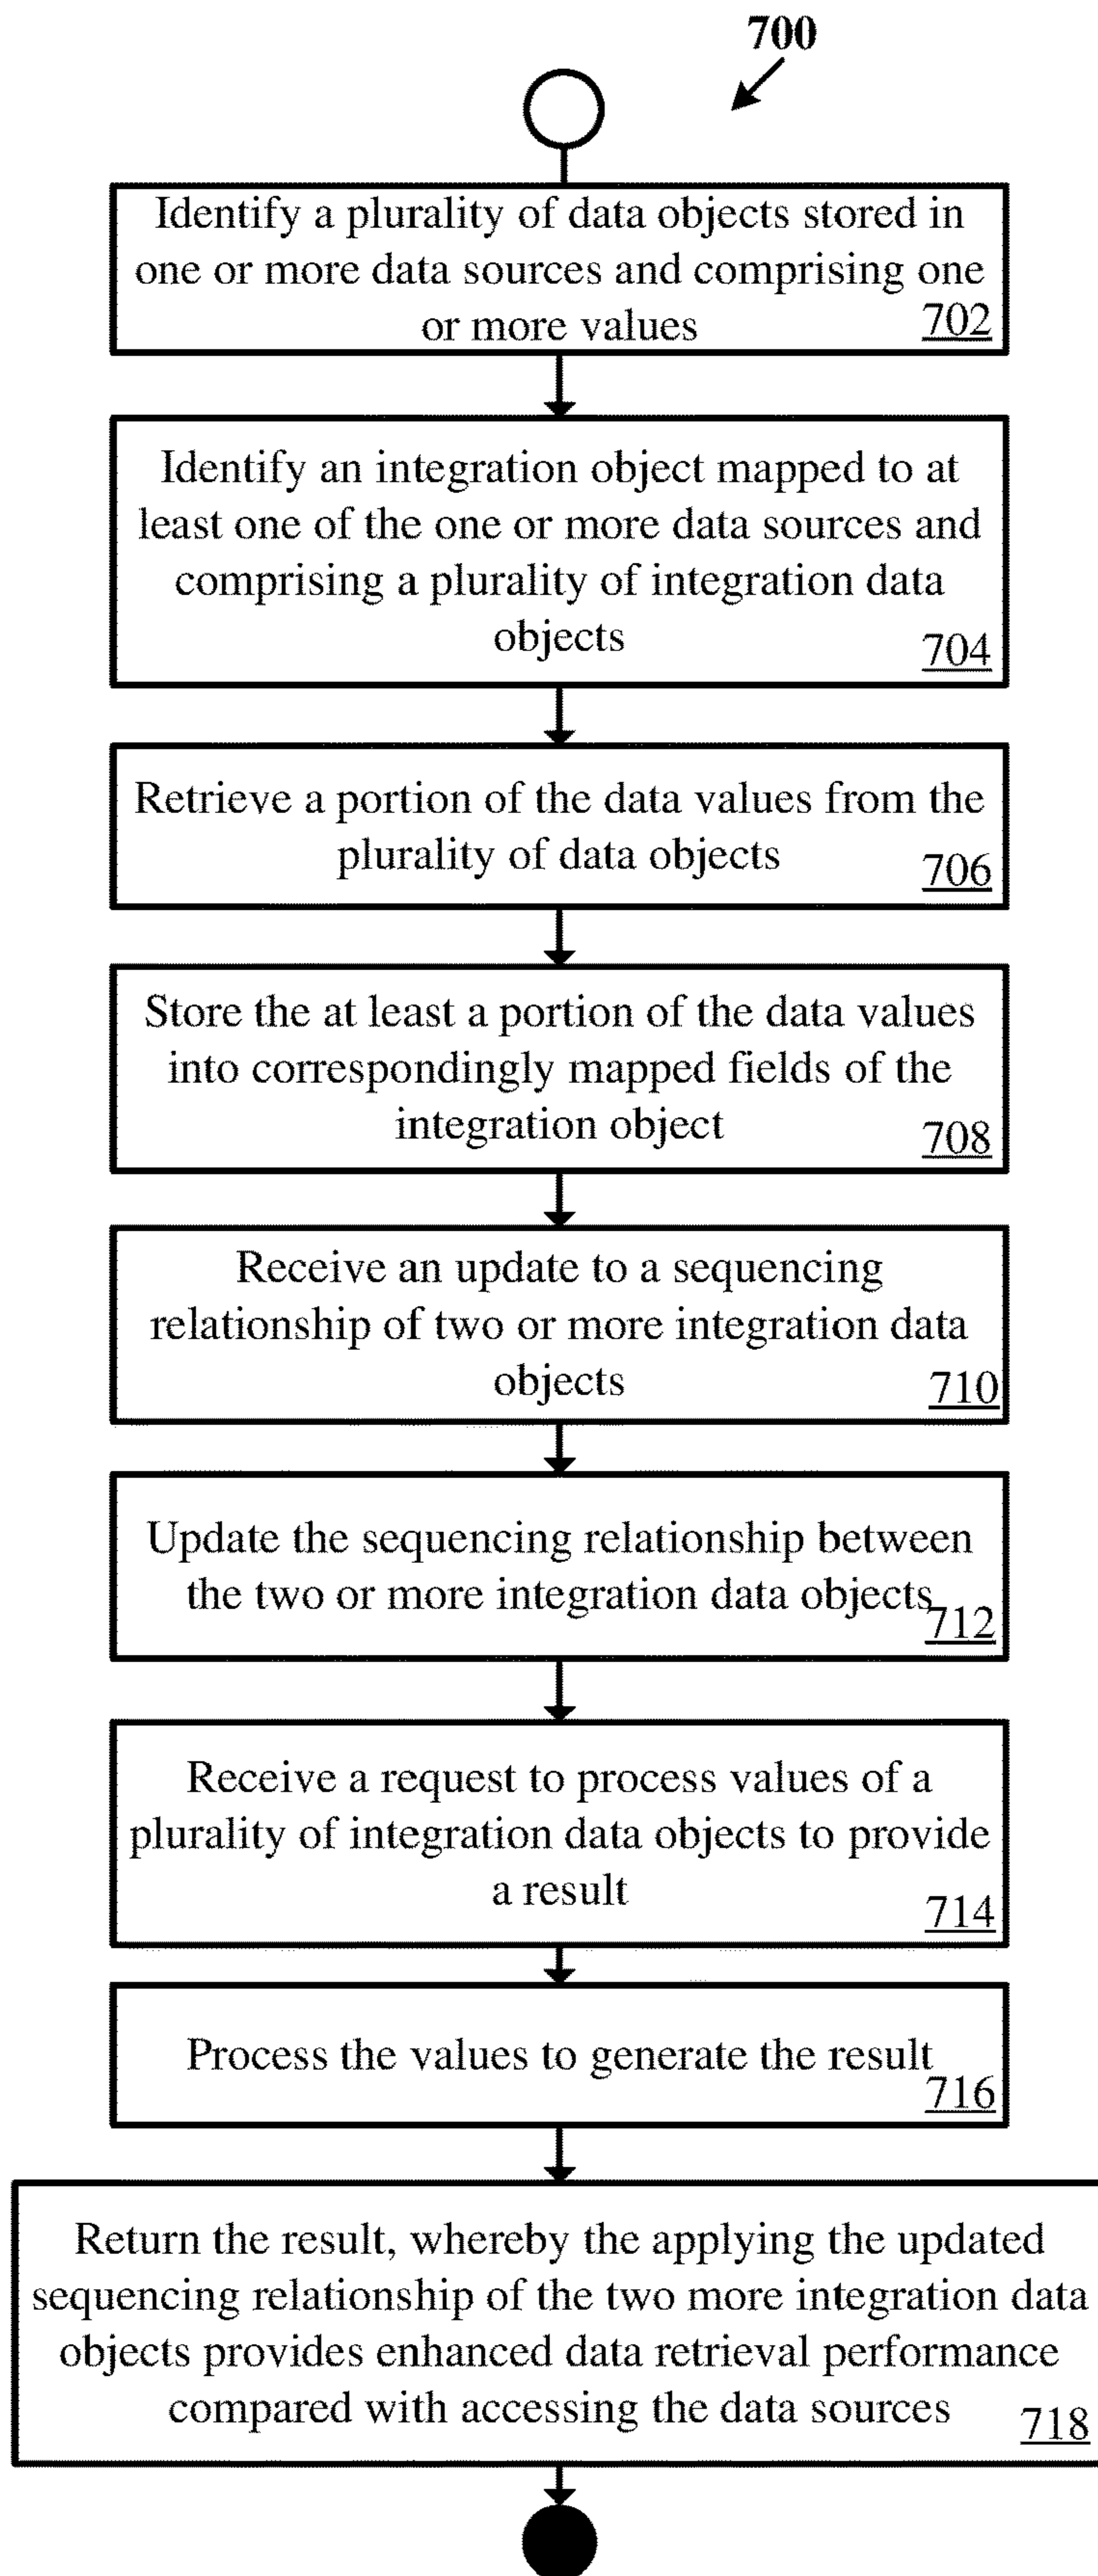 700
Identify a plurality of data objects stored in
one or more data sources and comprising one
or more values
702
Identify an integration object mapped to at
least one of the one or more data sources and
comprising a plurality of integration data
objects
704
Retrieve a portion of the data values from the
plurality of data objects
706
Store the at least a portion of the data values
into correspondingly mapped fields of the
integration object
708
Receive an update to a sequencing
relationship of two or more integration data
objects
710
Update the sequencing relationship between
the two or more integration data objects
712
Receive a request to process values of a
plurality of integration data objects to provide
a result
714
Process the values to generate the result
716
Return the result, whereby the applying the updated
sequencing relationship of the two more integration data
objects provides enhanced data retrieval performance
compared with accessing the data sources
718